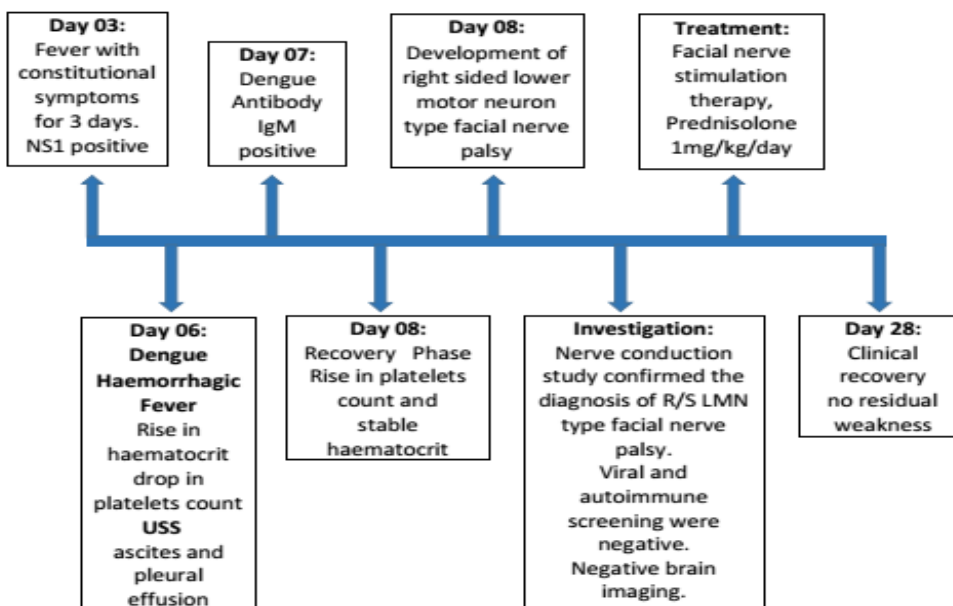 Day 03:
Fever with
constitutional
symptoms
for 3 days.
NS1 positive
Day 06:
Dengue
Haemorrhagic
Fever
Rise in
haematocrit
drop in
platelets count
USS
ascites and
pleural
effusion
Day 07:
Dengue
Antibody
IgM
positive
Day 08:
Recovery Phase
Rise in platelets
count and
stable
haematocrit
Day 08:
Development of
right sided lower
motor neuron
type facial nerve
palsy
Investigation:
Nerve conduction
study confirmed the
diagnosis of R/S LMN
type facial nerve
palsy.
Viral and
autoimmune
screening were
negative.
Negative brain
imaging.
Treatment:
Facial nerve
stimulation
therapy,
Prednisolone
1mg/kg/day
Day 28:
Clinical
recovery
no residual
weakness